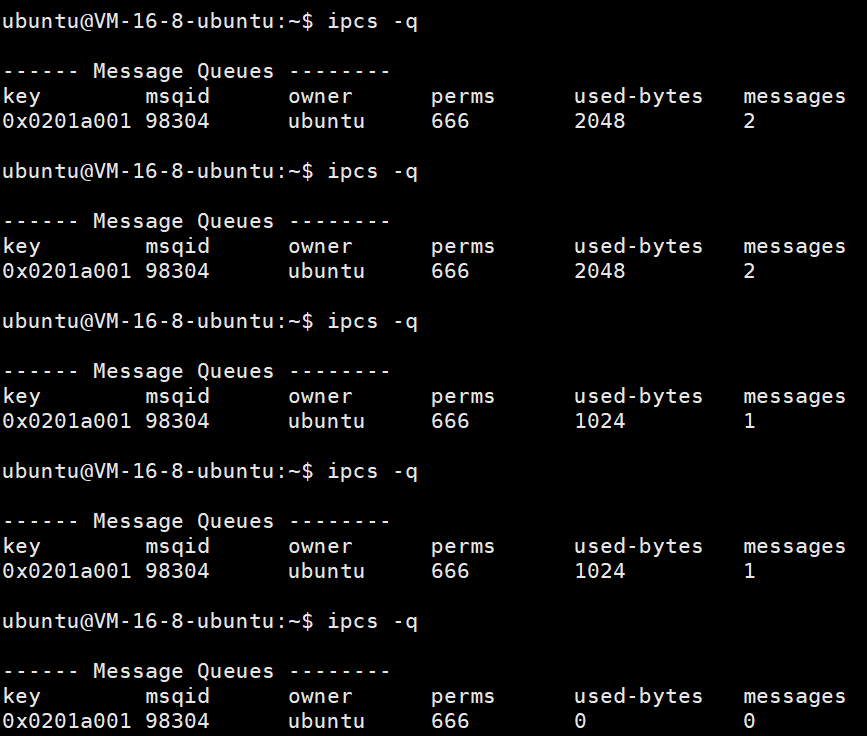 ubuntu@VM-16-8-ubuntu:~$ ipcs -q
------ Message Queues --------
key        msqid      owner      perms      used-bytes   messages
0x0201a001 98304      ubuntu     666        2048         2
ubuntu@VM-16-8-ubuntu:~$ ipcs -q
------ Message Queues --------
key        msqid      owner      perms      used-bytes   messages
0x0201a001 98304      ubuntu     666        2048         2
ubuntu@VM-16-8-ubuntu:~$ ipcs -q
------ Message Queues --------
key        msqid      owner      perms      used-bytes   messages
0x0201a001 98304      ubuntu     666        1024         1
ubuntu@VM-16-8-ubuntu:~$ ipcs -q
------ Message Queues --------
key        msqid      owner      perms      used-bytes   messages
0x0201a001 98304      ubuntu     666        1024         1
ubuntu@VM-16-8-ubuntu:~$ ipcs -q
------ Message Queues --------
key        msqid      owner      perms      used-bytes   messages
0x0201a001 98304      ubuntu     666        0            0